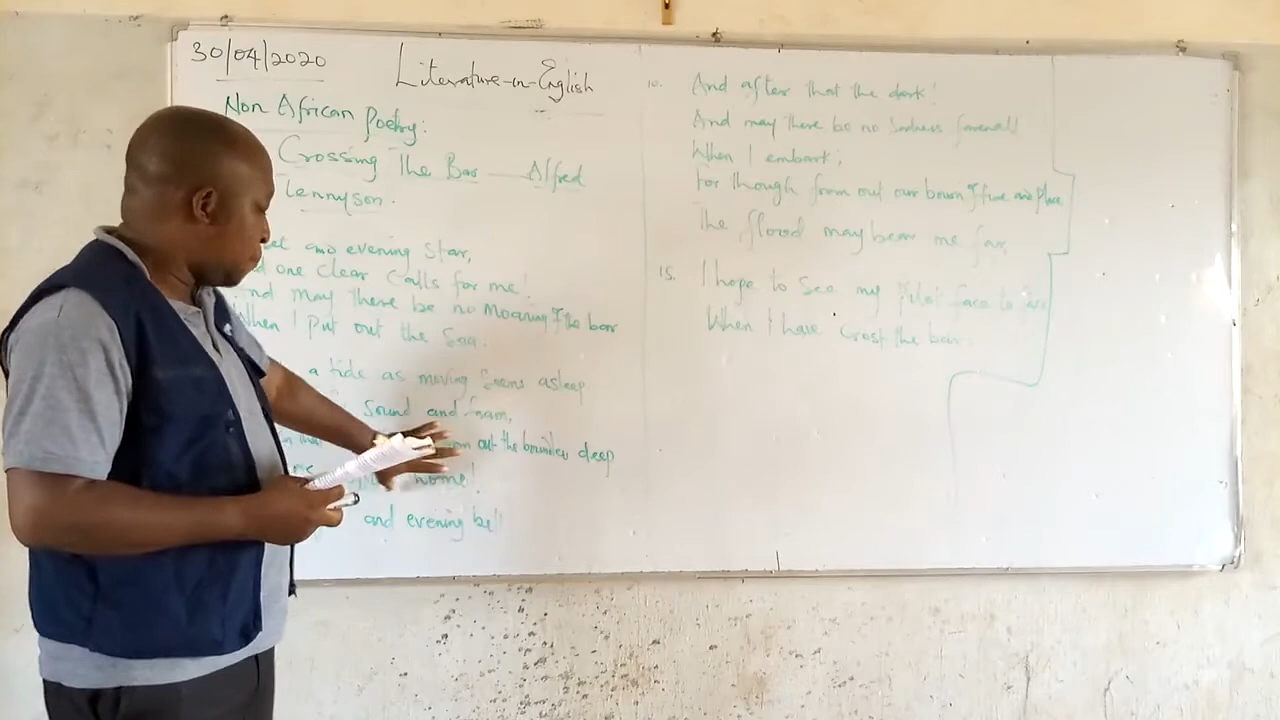 30/04/2020
Literature-in-English
Non African Poetry:
Crossing The Bar — Alfred
Tennyson.
and evening star,
one clear calls for me!
And may there be no Moaning of the bar
When I put out the Sea.
a tide as moving seems asleep
sound and foam,
out the boundless deep
home!
and evening bell
10. And after that the dark!
And may there be no sadness farewell
When I embark;
For though from out our bourn of time and place
The flood may bear me far,
15. I hope to see my Pilot face to face
When I have crost the bar.